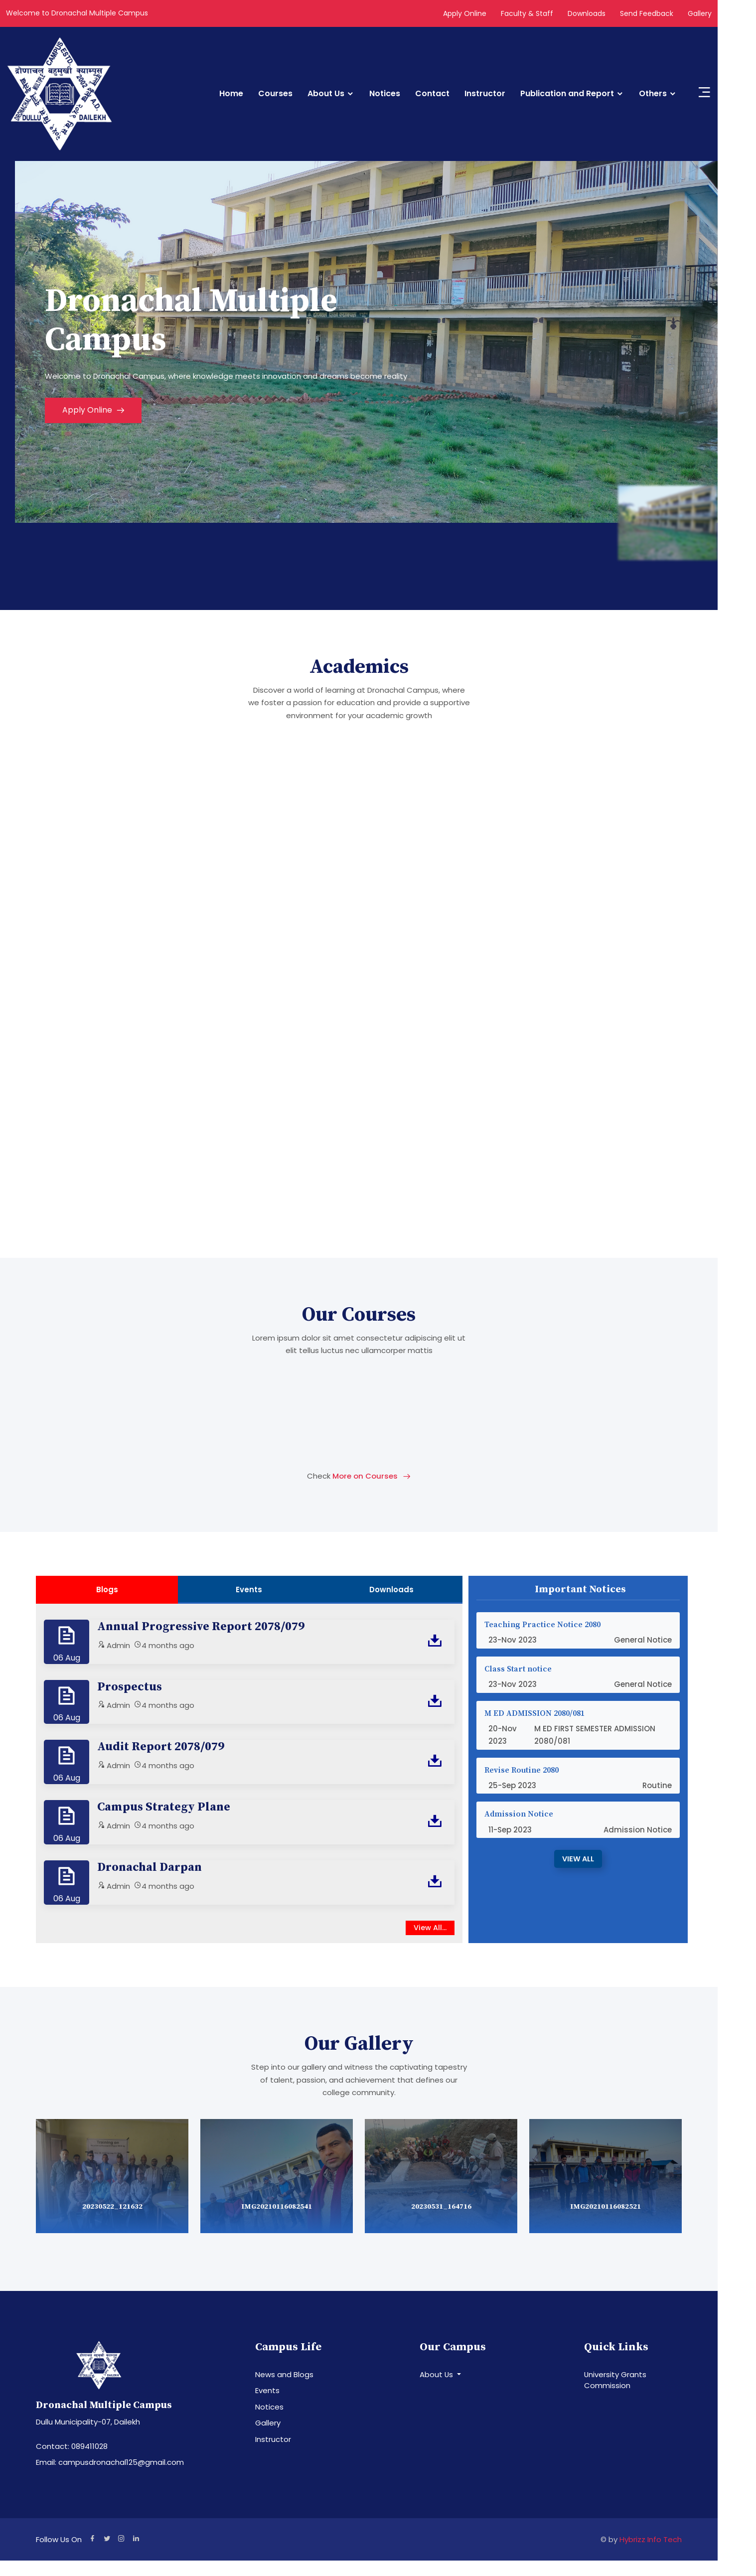 Welcome to Dronachal Multiple Campus
Apply Online Faculty & Staff Downloads Send Feedback Gallery
द्रोणाचल बहुमुखी क्याम्पस
DULLU DAILEKH
Home Courses About Us Notices Contact Instructor Publication and Report Others
Dronachal Multiple
Campus
Welcome to Dronachal Campus, where knowledge meets innovation and dreams become reality
Apply Online
Academics
Discover a world of learning at Dronachal Campus, where
we foster a passion for education and provide a supportive
environment for your academic growth
Our Courses
Lorem ipsum dolor sit amet consectetur adipiscing elit ut
elit tellus luctus nec ullamcorper mattis
Check More on Courses
Blogs Events Downloads
Annual Progressive Report 2078/079
Admin 4 months ago
06 Aug
Prospectus
Admin 4 months ago
06 Aug
Audit Report 2078/079
Admin 4 months ago
06 Aug
Campus Strategy Plane
Admin 4 months ago
06 Aug
Dronachal Darpan
Admin 4 months ago
06 Aug
View All...
Important Notices
Teaching Practice Notice 2080
23-Nov 2023 General Notice
Class Start notice
23-Nov 2023 General Notice
M ED ADMISSION 2080/081
20-Nov 2023 M ED FIRST SEMESTER ADMISSION 2080/081
Revise Routine 2080
25-Sep 2023 Routine
Admission Notice
11-Sep 2023 Admission Notice
VIEW ALL
Our Gallery
Step into our gallery and witness the captivating tapestry
of talent, passion, and achievement that defines our
college community.
20230522_121632
IMG20210116082541
20230531_164716
IMG20210116082521
Dronachal Multiple Campus
Dullu Municipality-07, Dailekh
Contact: 089411028
Email: campusdronachal125@gmail.com
Campus Life
News and Blogs
Events
Notices
Gallery
Instructor
Our Campus
About Us
Quick Links
University Grants
Commission
Follow Us On
© by Hybrizz Info Tech